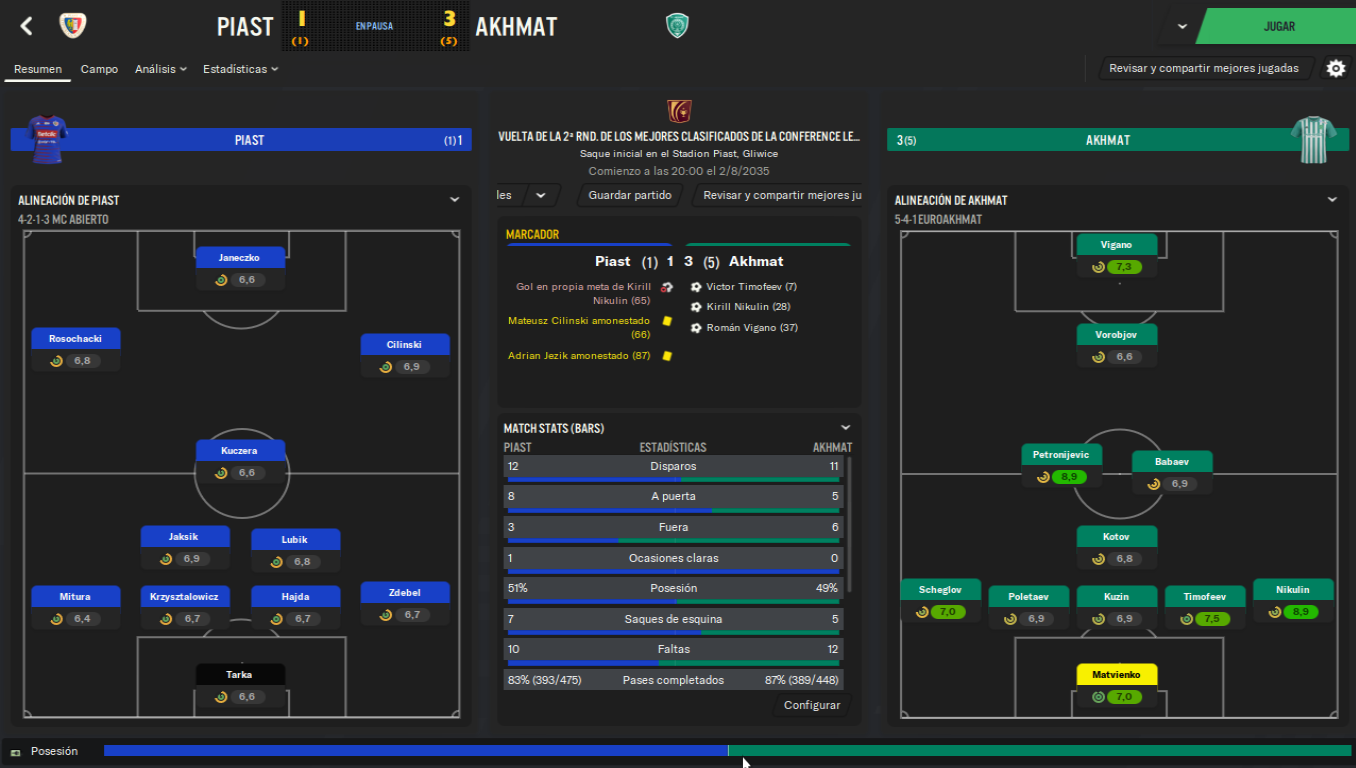 PIAST
1
(1)
EN PAUSA
3
(5)
AKHMAT
JUGAR
Resumen
Campo
Análisis
Estadísticas
Revisar y compartir mejores jugadas
PIAST
(1) 1
ALINEACIÓN DE PIAST
4-2-1-3 MC ABIERTO
Janeczko
6,6
Rosochacki
6,8
Cilinski
6,9
Kuczera
6,6
Jaksik
6,9
Lubik
6,8
Mitura
6,4
Krzysztalowicz
6,7
Hajda
6,7
Zdebel
6,7
Tarka
6,6
VUELTA DE LA 2ª RND. DE LOS MEJORES CLASIFICADOS DE LA CONFERENCE LE...
Saque inicial en el Stadion Piast, Gliwice
Comienzo a las 20:00 el 2/8/2035
les
Guardar partido
Revisar y compartir mejores ju
MARCADOR
Piast (1) 1 3 (5) Akhmat
Gol en propia meta de Kirill
Nikulin (65)
Mateusz Cilinski amonestado
(66)
Adrian Jezik amonestado (87)
Victor Timofeev (7)
Kirill Nikulin (28)
Román Vigano (37)
MATCH STATS (BARS)
PIAST ESTADÍSTICAS AKHMAT
12 Disparos 11
8 A puerta 5
3 Fuera 6
1 Ocasiones claras 0
51% Posesión 49%
7 Saques de esquina 5
10 Faltas 12
83% (393/475) Pases completados 87% (389/448)
Configurar
3 (5)
AKHMAT
ALINEACIÓN DE AKHMAT
5-4-1 EUROAKHMAT
Vigano
7,3
Vorobjov
6,6
Petronijevic
8,9
Babaev
6,9
Kotov
6,8
Scheglov
7,0
Poletaev
6,9
Kuzin
6,9
Timofeev
7,5
Nikulin
8,9
Matvienko
7,0
Posesión